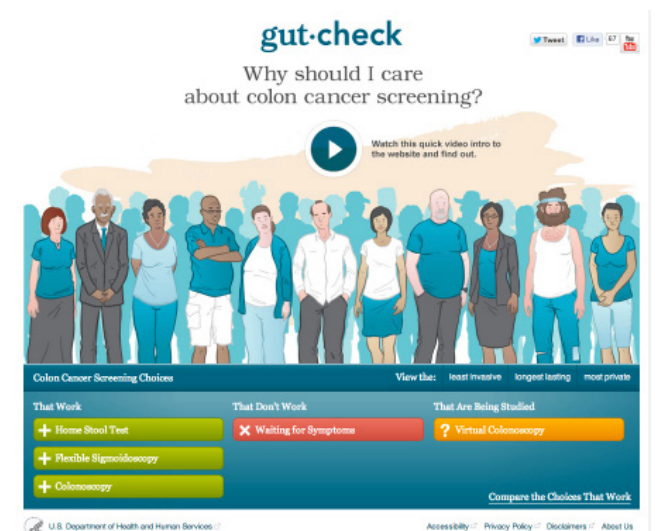 gut·check
Tweet Like 67 You Tube
Why should I care
about colon cancer screening?
Watch this quick video intro to
the website and find out.
Colon Cancer Screening Choices
View the: least invasive longest lasting most private
That Work
Home Stool Test
Flexible Sigmoidoscopy
Colonoscopy
That Don't Work
Waiting for Symptoms
That Are Being Studied
? Virtual Colonoscopy
Compare the Choices That Work
U.S. Department of Health and Human Services
Accessibility Privacy Policy Disclaimers About Us